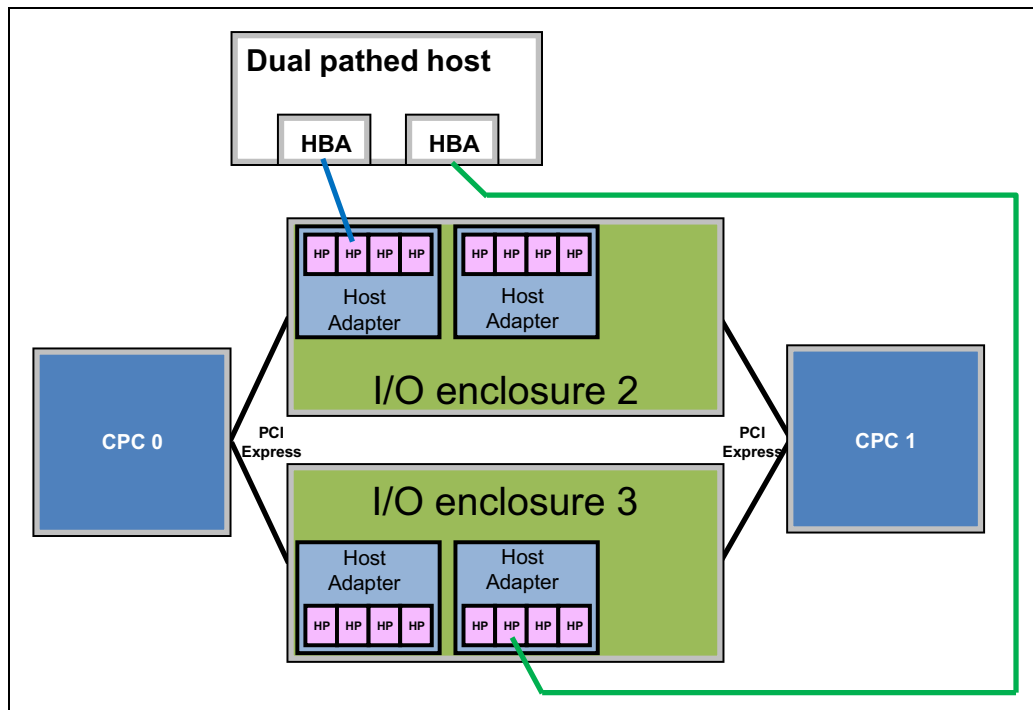 Dual pathed host
HBA
HBA
HP HP HP HP
HP HP HP HP
Host
Adapter
Host
Adapter
I/O enclosure 2
CPC 0
PCI
Express
PCI
Express
CPC 1
I/O enclosure 3
Host
Adapter
Host
Adapter
HP HP HP HP
HP HP HP HP